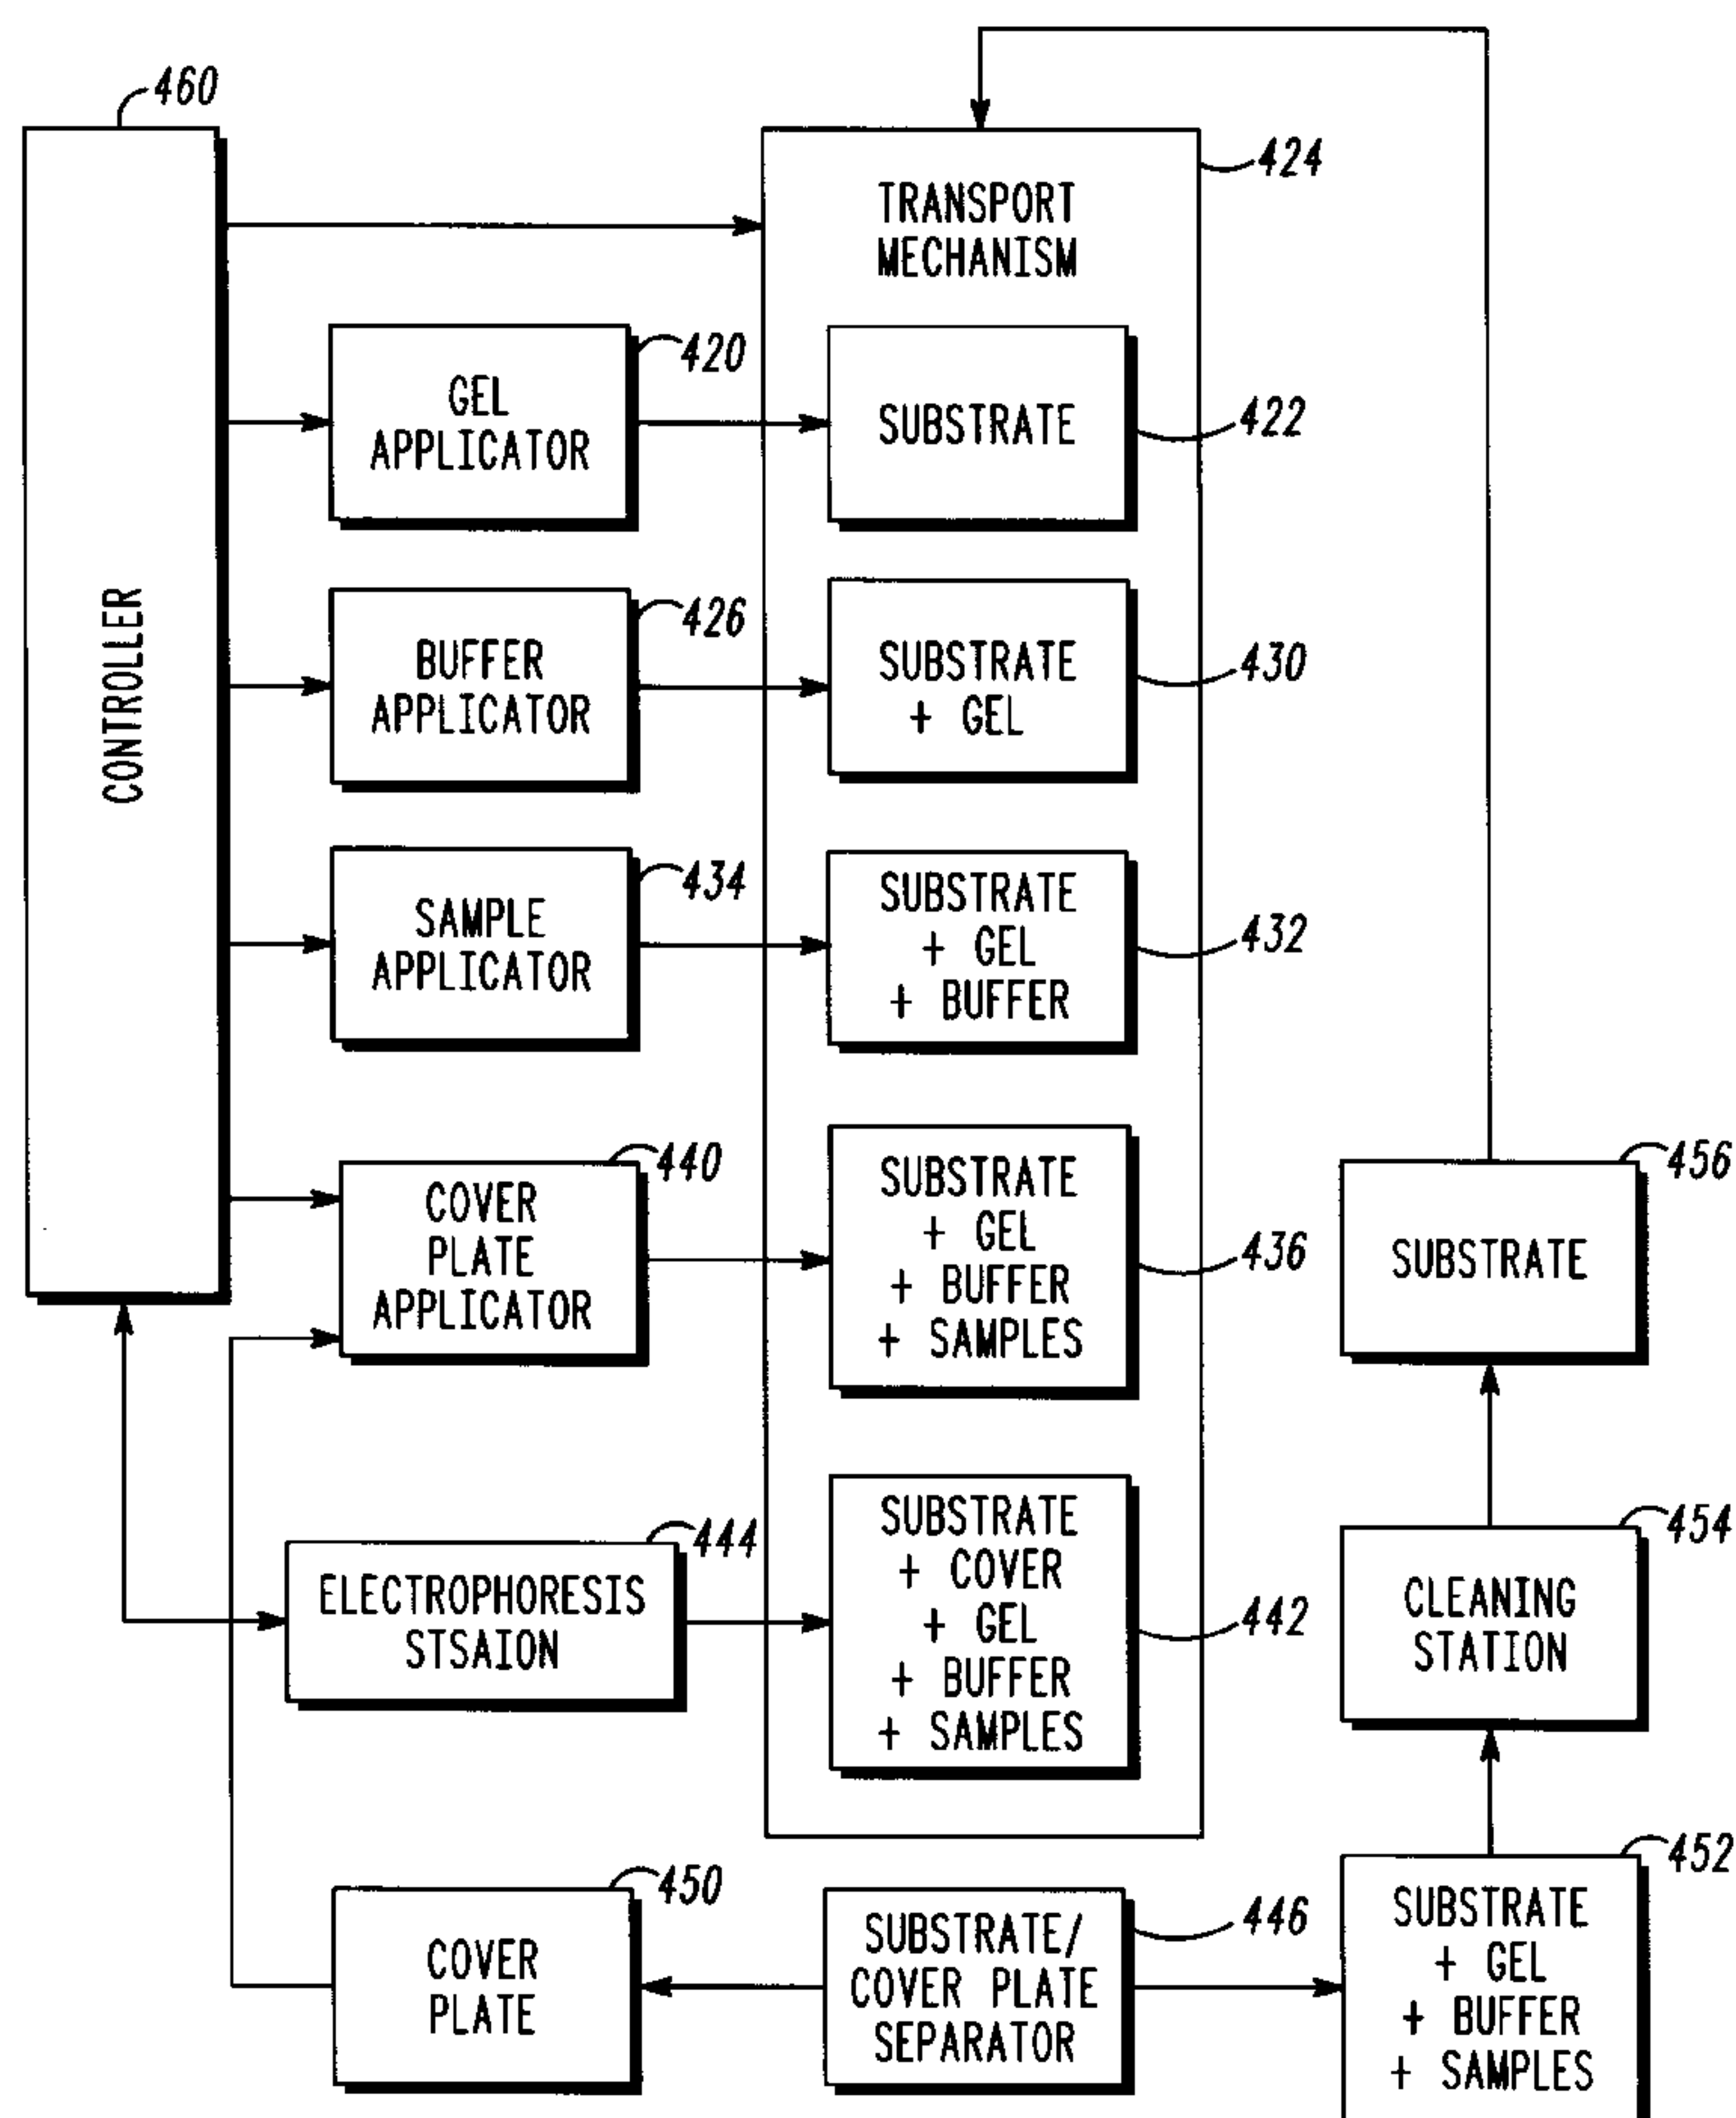 460
CONTROLLER
424
TRANSPORT
MECHANISM
420
GEL
APPLICATOR
SUBSTRATE
422
426
BUFFER
APPLICATOR
SUBSTRATE
+ GEL
430
434
SAMPLE
APPLICATOR
SUBSTRATE
+ GEL
+ BUFFER
432
440
COVER
PLATE
APPLICATOR
SUBSTRATE
+ GEL
+ BUFFER
+ SAMPLES
436
456
SUBSTRATE
444
ELECTROPHORESIS
STSAION
SUBSTRATE
+ COVER
+ GEL
+ BUFFER
+ SAMPLES
442
454
CLEANING
STATION
450
COVER
PLATE
SUBSTRATE/
COVER PLATE
SEPARATOR
446
452
SUBSTRATE
+ GEL
+ BUFFER
+ SAMPLES